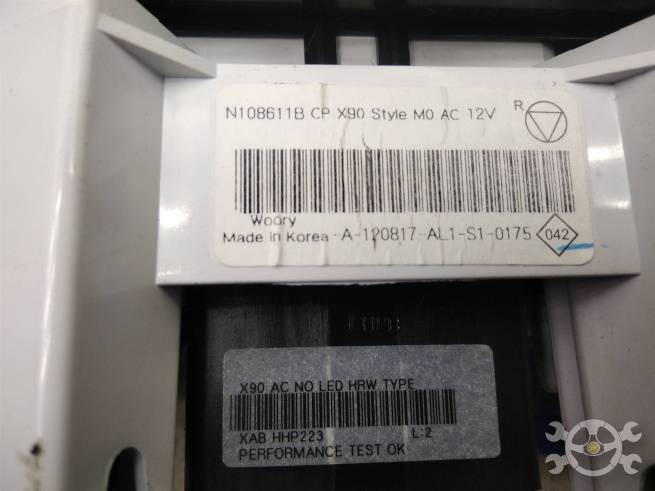 N108611B CP X90 Style M0 AC 12V R
Woory
Made in Korea -A-120817-AL1-S1-0175 042
X90 AC NO LED HRW TYPE
XAB HHP223 L:2
PERFORMANCE TEST OK